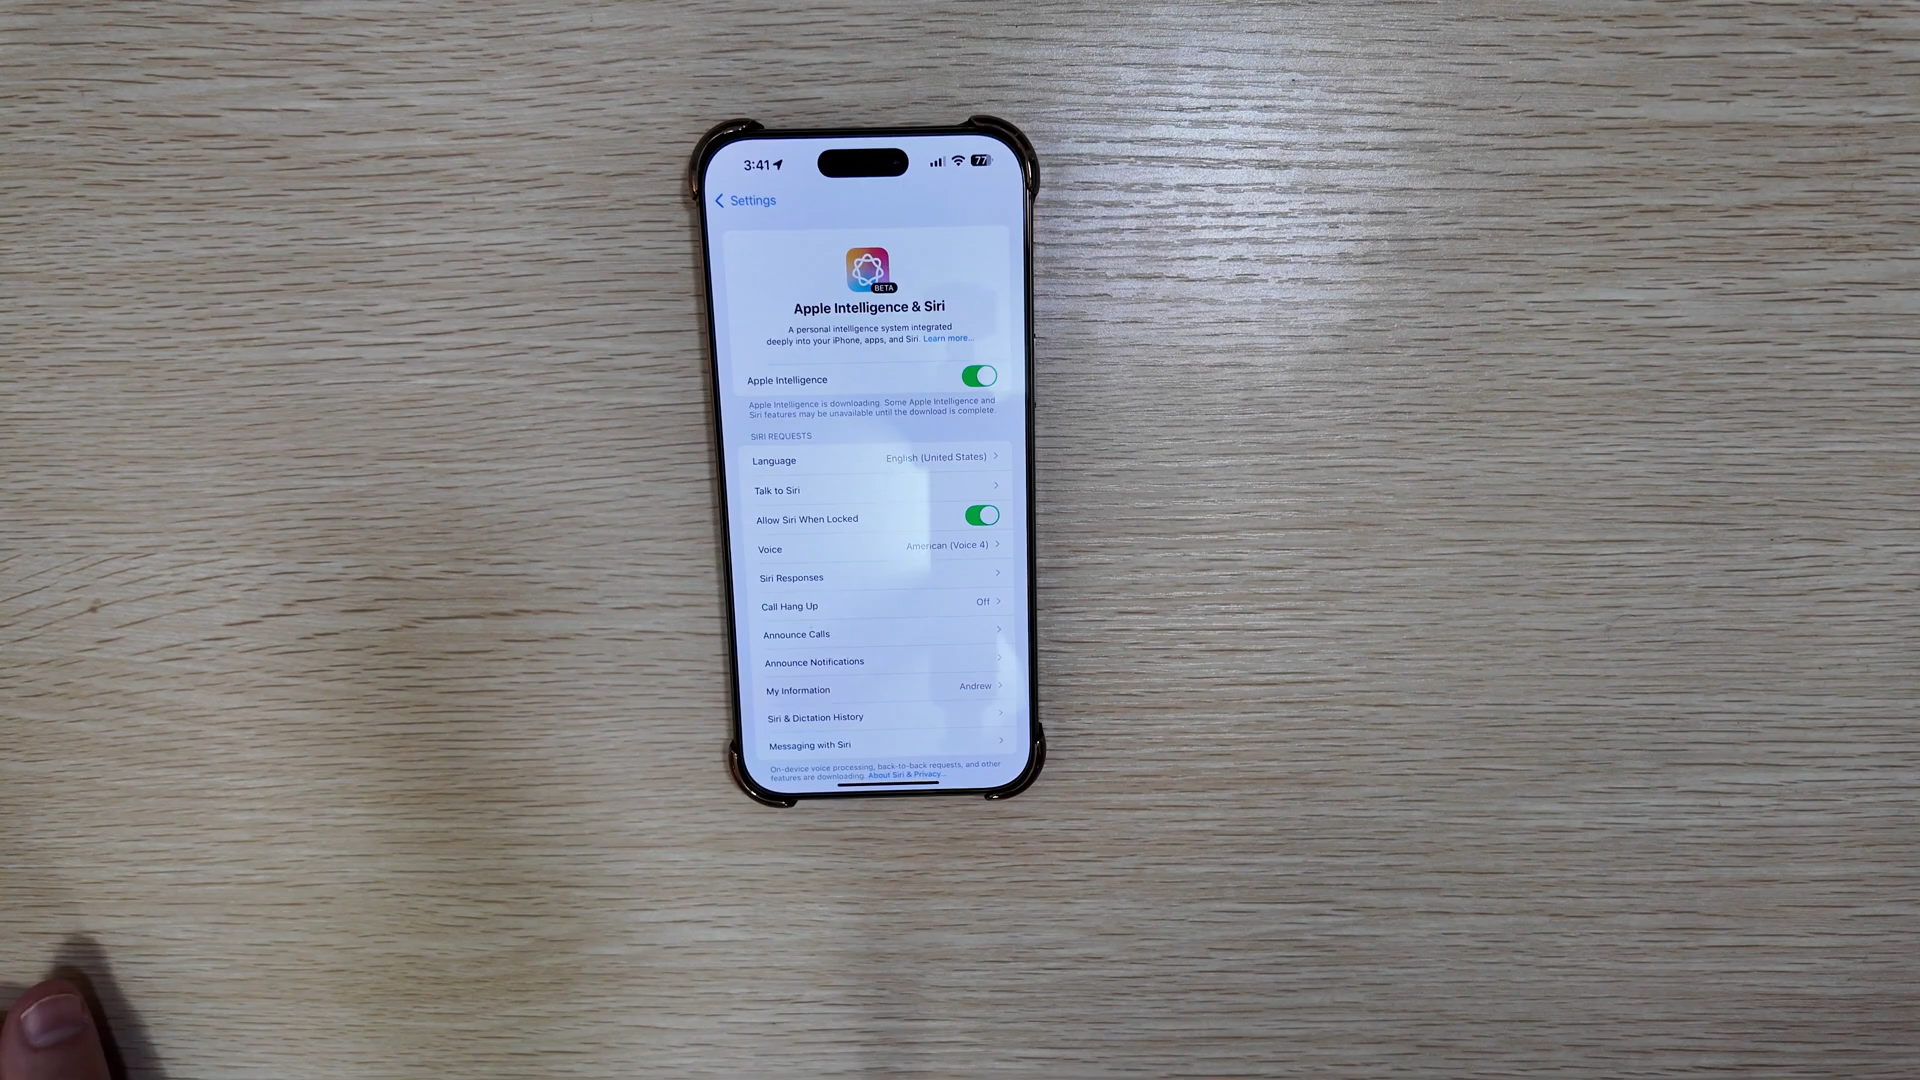 3:41
77
Settings
BETA
Apple Intelligence & Siri
A personal intelligence system integrated
deeply into your iPhone, apps, and Siri. Learn more...
Apple Intelligence
Apple Intelligence is downloading. Some Apple Intelligence and
Siri features may be unavailable until the download is complete.
SIRI REQUESTS
Language English (United States)
Talk to Siri
Allow Siri When Locked
Voice American (Voice 4)
Siri Responses
Call Hang Up Off
Announce Calls
Announce Notifications
My Information Andrew
Siri & Dictation History
Messaging with Siri
On-device voice processing, back-to-back requests, and other
features are downloading. About Siri & Privacy...